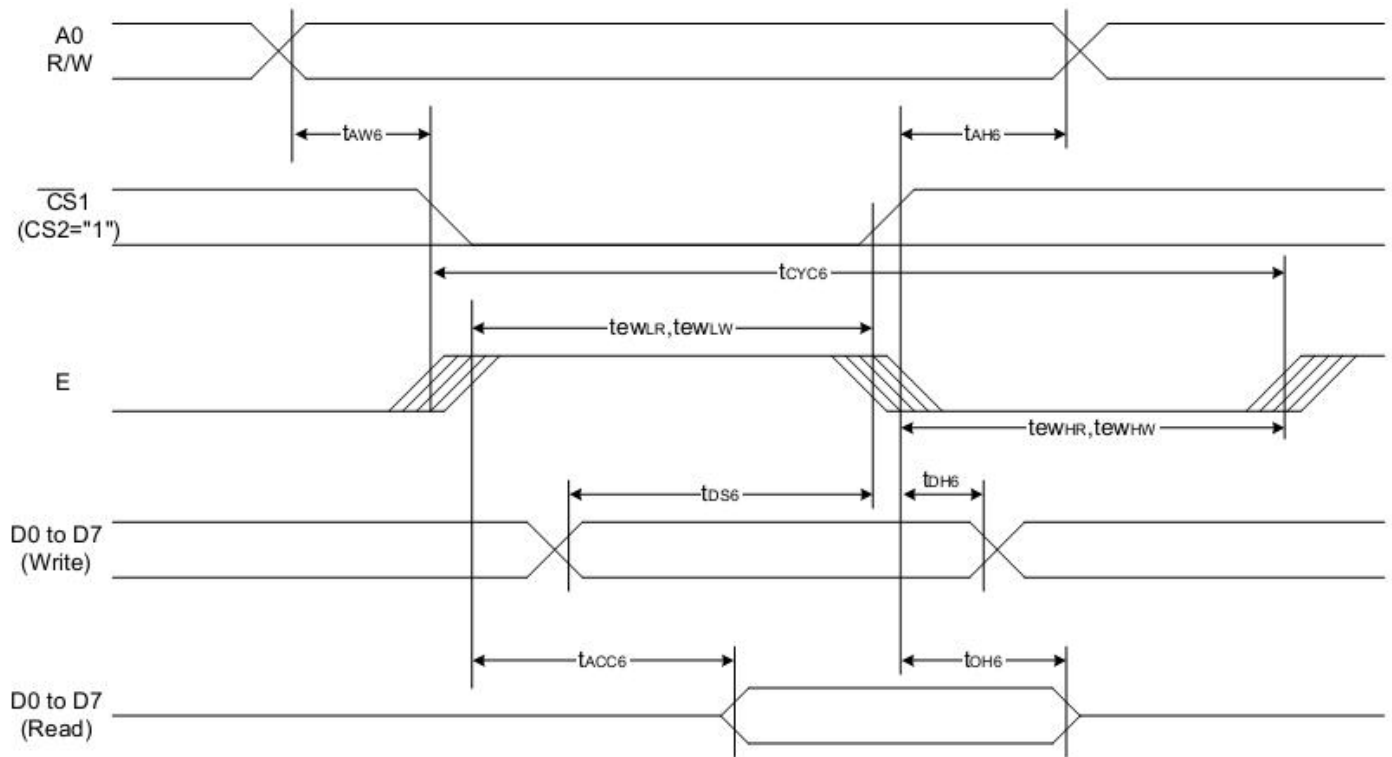 A0
R/W
tAW6
tAH6
CS1
(CS2="1")
tCYC6
tewLR,tewLW
E
tewHR,tewHW
tDS6
tDH6
D0 to D7
(Write)
tACC6
tOH6
D0 to D7
(Read)